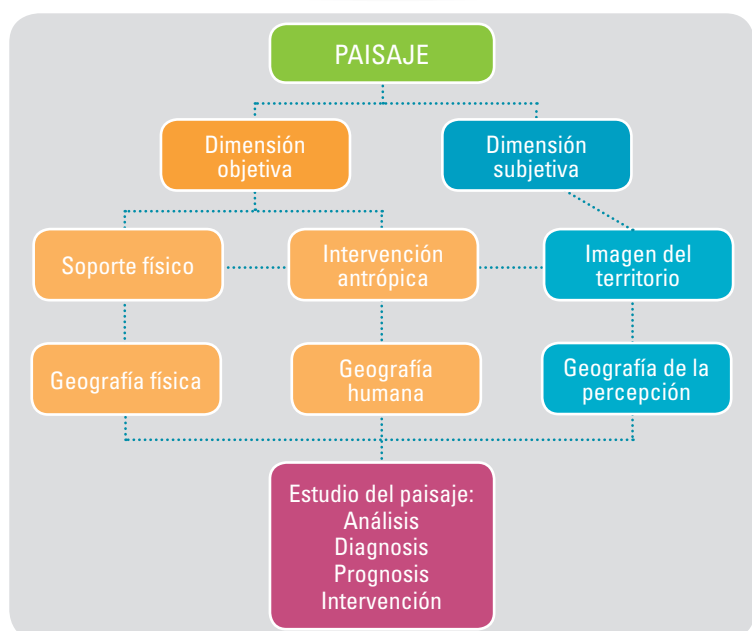 PAISAJE
Dimensión
objetiva
Dimensión
subjetiva
Soporte físico
Intervención
antrópica
Imagen del
territorio
Geografía física
Geografía
humana
Geografía de la
percepción
Estudio del paisaje:
Análisis
Diagnosis
Prognosis
Intervención